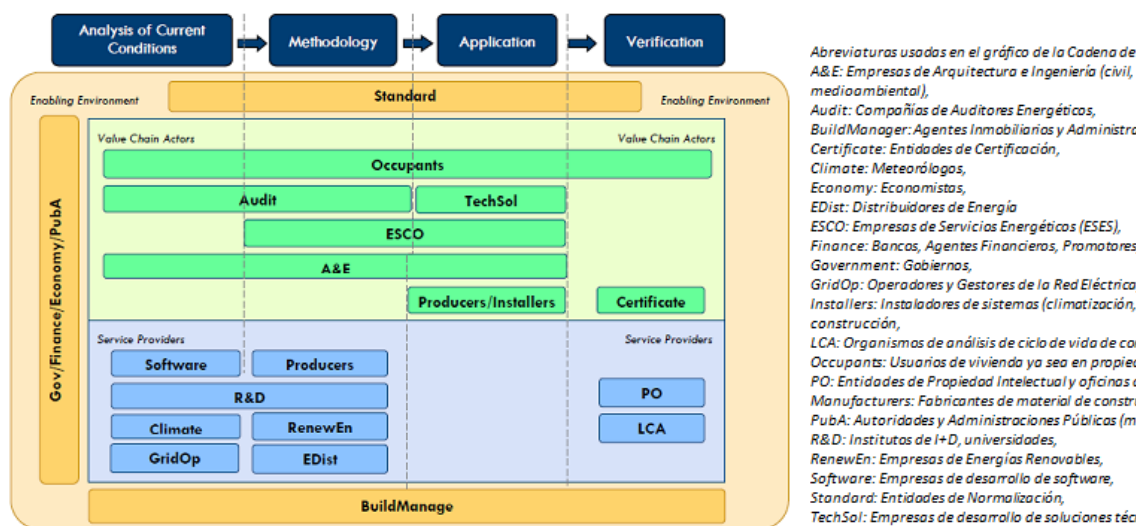 Analysis of Current
Conditions
Methodology
Application
Verification
Enabling Environment
Standard
Enabling Environment
Gov/Finance/Economy/PubA
Value Chain Actors
Value Chain Actors
Occupants
Audit
TechSol
ESCO
A&E
Producers/Installers
Certificate
Service Providers
Service Providers
Software
Producers
R&D
PO
Climate
RenewEn
LCA
GridOp
EDist
BuildManage
Abreviaturas usadas en el gráfico de la Cadena de
A&E: Empresas de Arquitectura e Ingeniería (civil,
medioambiental),
Audit: Compañías de Auditores Energéticos,
BuildManager: Agentes Inmobiliarios y Administra
Certificate: Entidades de Certificación,
Climate: Meteorólogos,
Economy: Economistas,
EDist: Distribuidores de Energía
ESCO: Empresas de Servicios Energéticos (ESES),
Finance: Bancos, Agentes Financieros, Promotores
Government: Gobiernos,
GridOp: Operadores y Gestores de la Red Eléctrica
Installers: Instaladores de sistemas (climatización,
construcción,
LCA: Organismos de análisis de ciclo de vida de co
Occupants: Usuarios de vivienda ya sea en propie
PO: Entidades de Propiedad Intelectual y oficinas
Manufacturers: Fabricantes de material de constr
PubA: Autoridades y Administraciones Públicas (m
R&D: Institutos de I+D, universidades,
RenewEn: Empresas de Energías Renovables,
Software: Empresas de desarrollo de software,
Standard: Entidades de Normalización,
TechSol: Empresas de desarrollo de soluciones téc